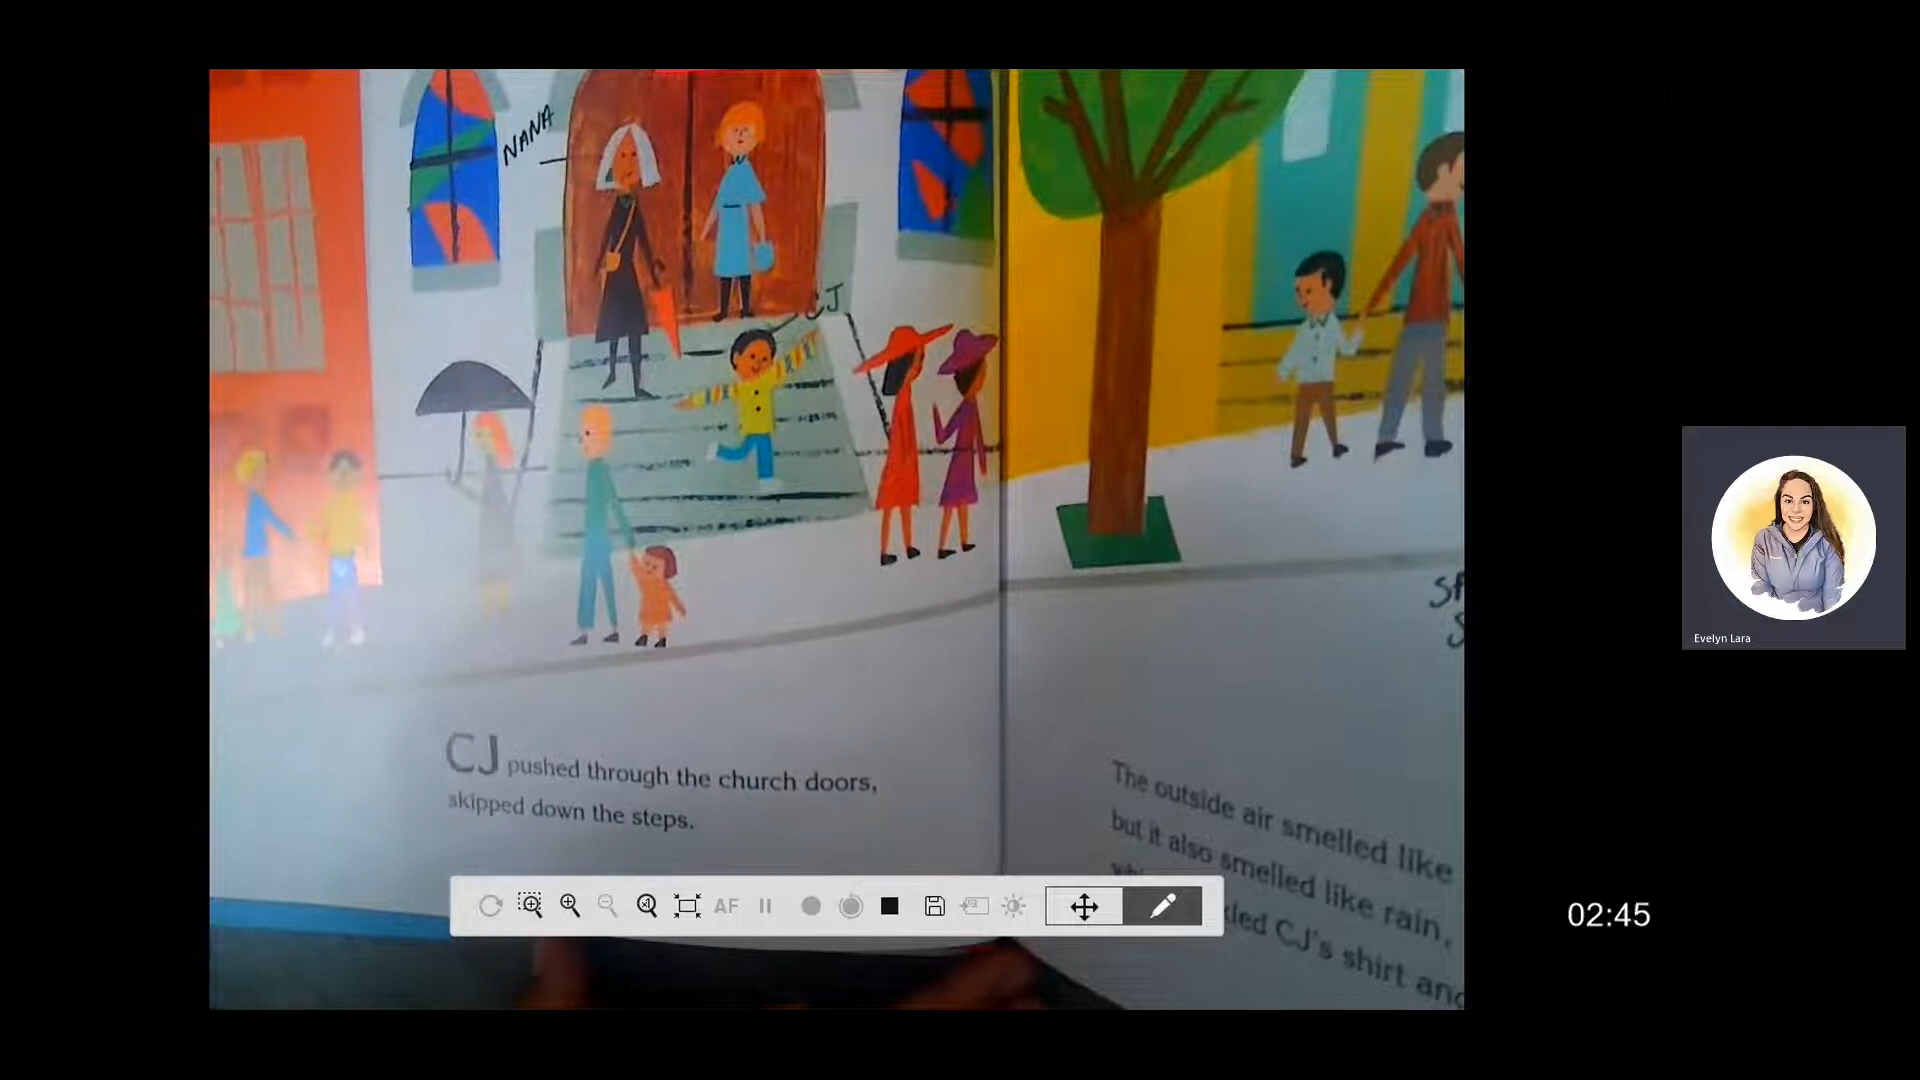 NANA
CJ
CJ pushed through the church doors,
skipped down the steps.
The outside air smelled like
but it also smelled like rain,
CJ's shirt and
AF
02:45
Evelyn Lara